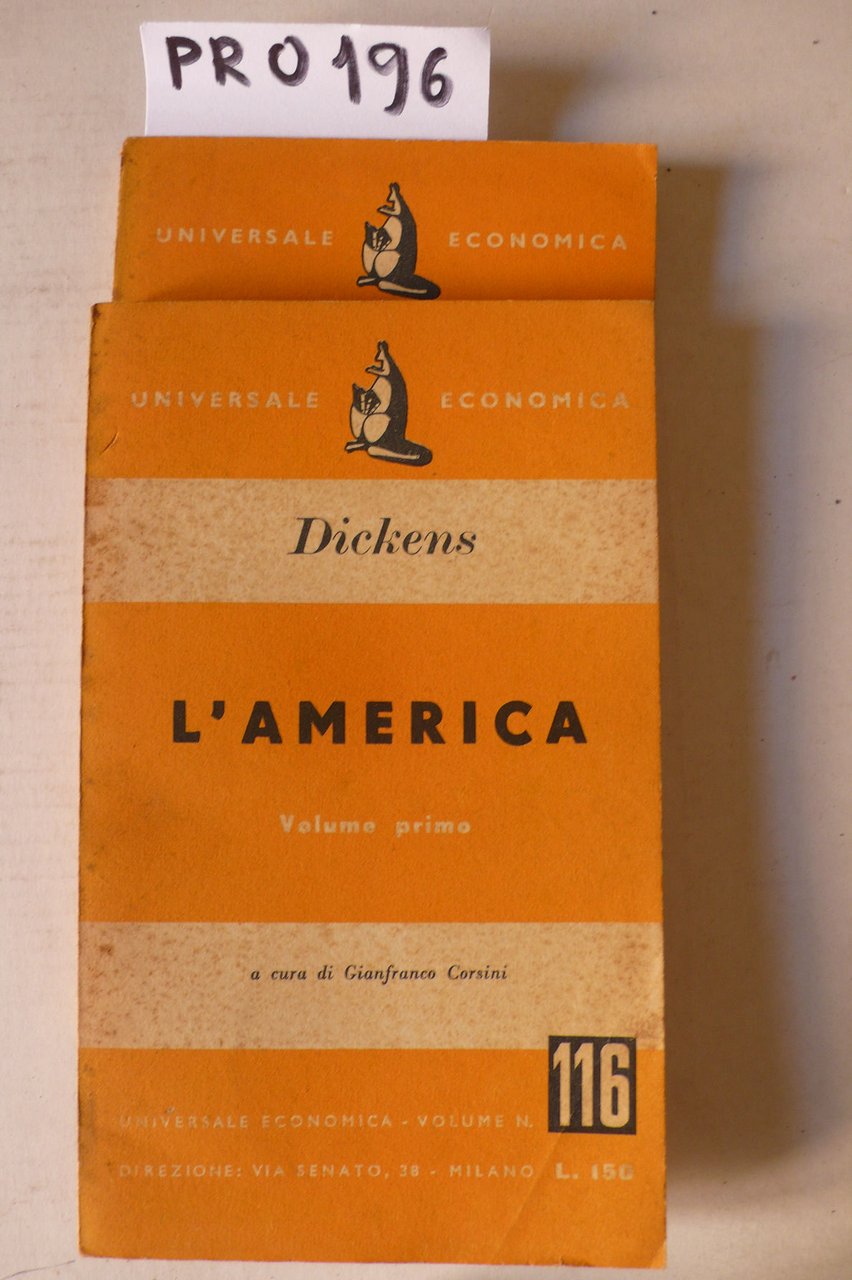 PRO196
UNIVERSALE ECONOMICA
UNIVERSALE ECONOMICA
Dickens
L'AMERICA
Volume primo
a cura di Gianfranco Corsini
116
UNIVERSALE ECONOMICA - VOLUME N.
DIREZIONE: VIA SENATO, 38 - MILANO L. 150